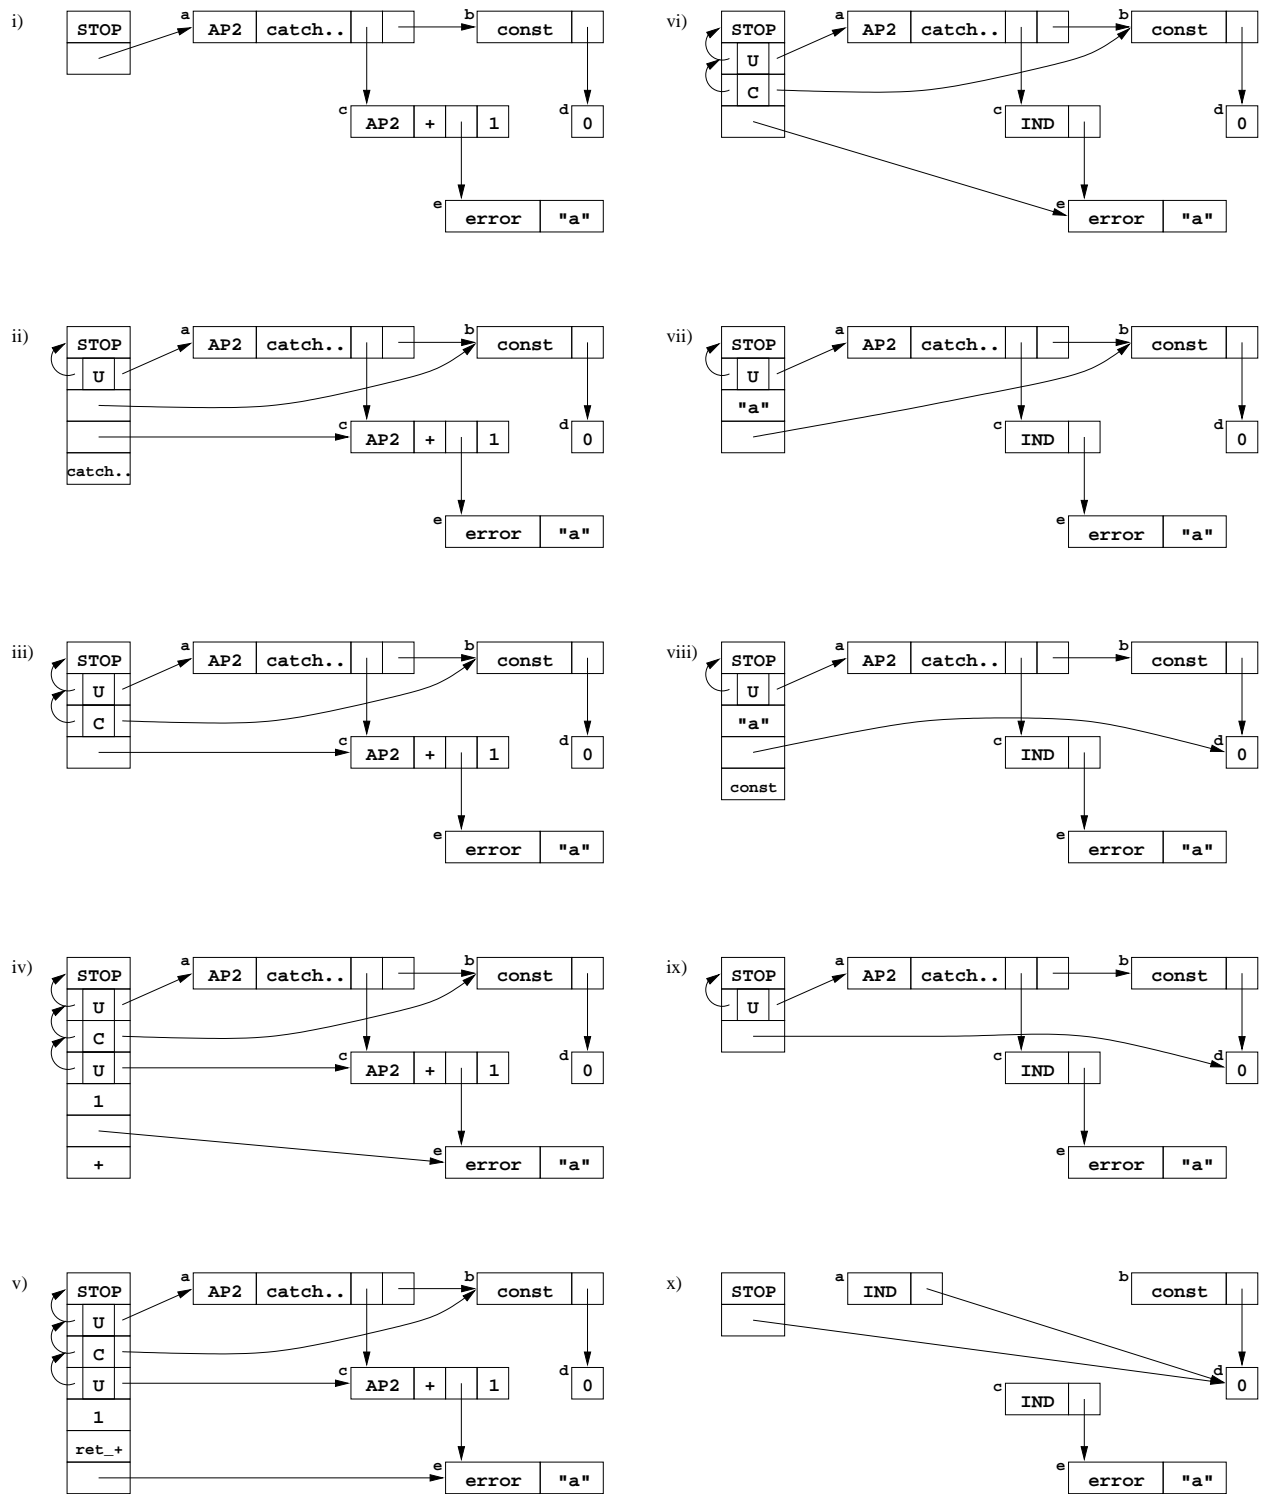 i)
a b
STOP AP2 catch.. const
c d
AP2 + 1 0
e
error "a"
ii)
a b
STOP AP2 catch.. const
U
c d
AP2 + 1 0
catch..
e
error "a"
iii)
a b
STOP AP2 catch.. const
U
C
c d
AP2 + 1 0
e
error "a"
iv)
a b
STOP AP2 catch.. const
U
C
c d
U AP2 + 1 0
1
e
+ error "a"
v)
a b
STOP AP2 catch.. const
U
C
c d
U AP2 + 1 0
1
ret_+
e
error "a"
vi)
a b
STOP AP2 catch.. const
U
C
c d
IND 0
e
error "a"
vii)
a b
STOP AP2 catch.. const
U
"a"
c d
IND 0
e
error "a"
viii)
a b
STOP AP2 catch.. const
U
"a"
c d
IND 0
const
e
error "a"
ix)
a b
STOP AP2 catch.. const
U
c d
IND 0
e
error "a"
x)
a b
STOP IND const
d
0
c
IND
e
error "a"